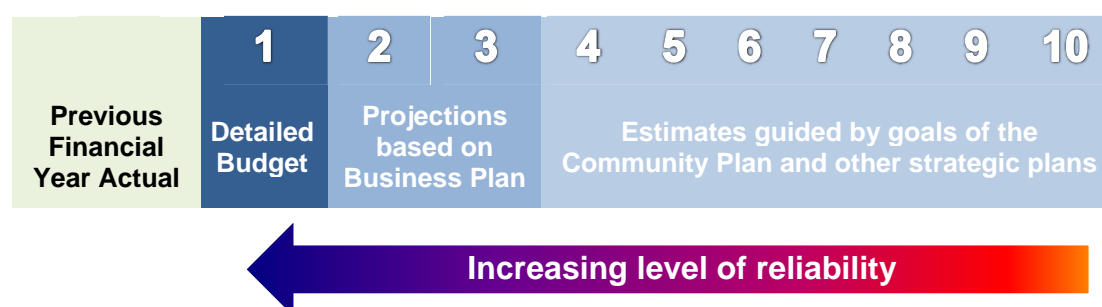 1 2 3 4 5 6 7 8 9 10
Previous
Financial
Year Actual
Detailed
Budget
Projections
based on
Business Plan
Estimates guided by goals of the
Community Plan and other strategic plans
Increasing level of reliability